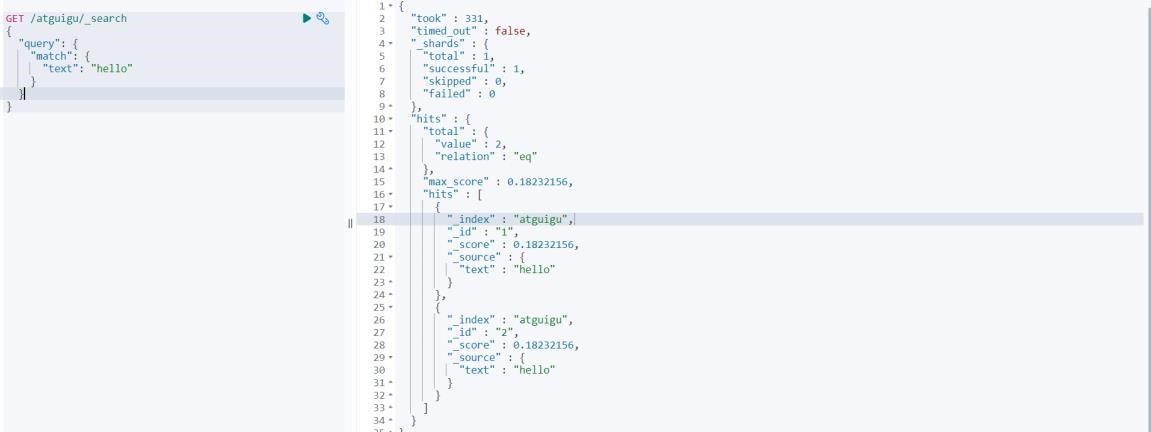 GET /atguigu/_search
{
  "query": {
    "match": {
      "text": "hello"
    }
  }
}
1 {
2   "took" : 331,
3   "timed_out" : false,
4   "_shards" : {
5     "total" : 1,
6     "successful" : 1,
7     "skipped" : 0,
8     "failed" : 0
9   },
10   "hits" : {
11     "total" : {
12       "value" : 2,
13       "relation" : "eq"
14     },
15     "max_score" : 0.18232156,
16     "hits" : [
17       {
18         "_index" : "atguigu",
19         "_id" : "1",
20         "_score" : 0.18232156,
21         "_source" : {
22           "text" : "hello"
23         }
24       },
25       {
26         "_index" : "atguigu",
27         "_id" : "2",
28         "_score" : 0.18232156,
29         "_source" : {
30           "text" : "hello"
31         }
32       }
33     ]
34   }